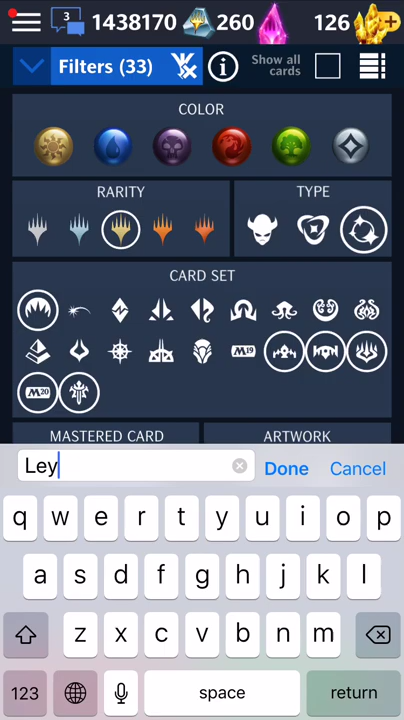 3 1438170 260 126
Filters (33) i Show all
cards
COLOR
RARITY TYPE
CARD SET
M19
M20
MASTERED CARD ARTWORK
Ley Done Cancel
q w e r t y u i o p
a s d f g h j k l
z x c v b n m
123 space return